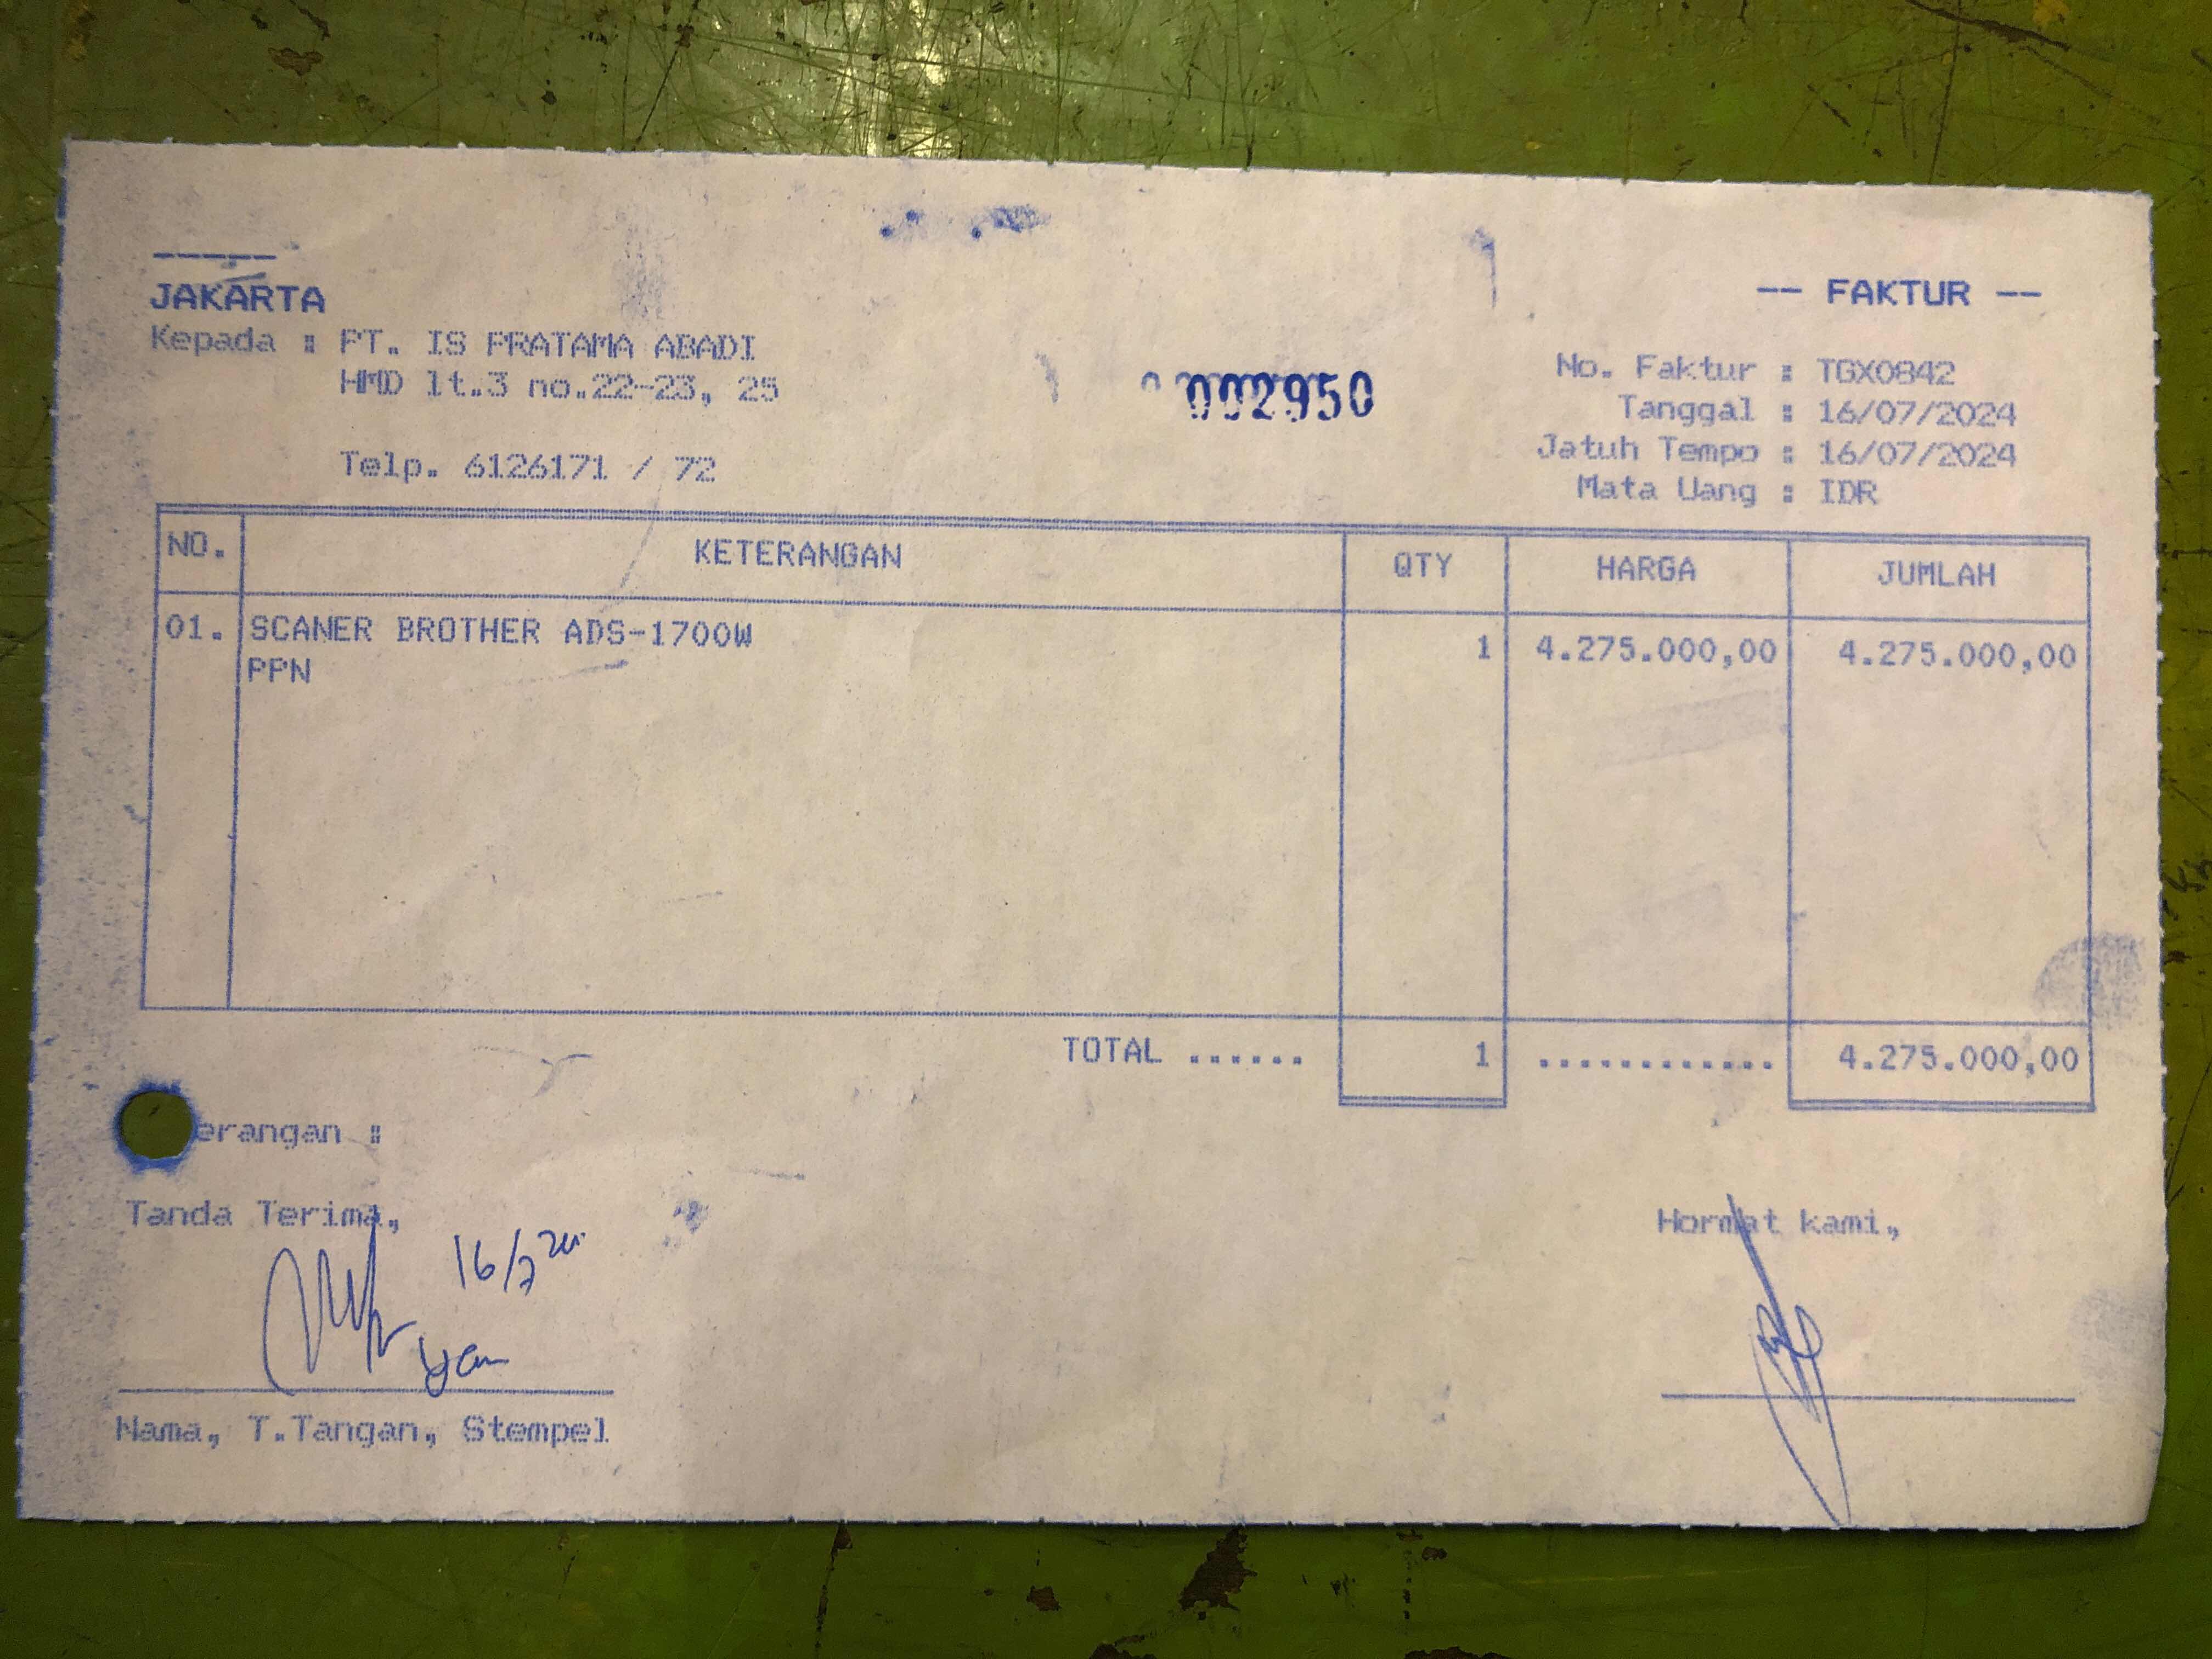 -----
JAKARTA
-- FAKTUR --
Kepada : PT. IS PRATAMA ABADI
HMD lt.3 no.22-23, 25
Telp. 6126171 / 72
002950
No. Faktur : TGX0842
Tanggal : 16/07/2024
Jatuh Tempo : 16/07/2024
Mata Uang : IDR
NO. KETERANGAN QTY HARGA JUMLAH
01. SCANER BROTHER ADS-1700W 1 4.275.000,00 4.275.000,00
PPN
TOTAL ...... 1 ............ 4.275.000,00
erangan :
Tanda Terima,
Hormat kami,
16/7
Nama, T.Tangan, Stempel